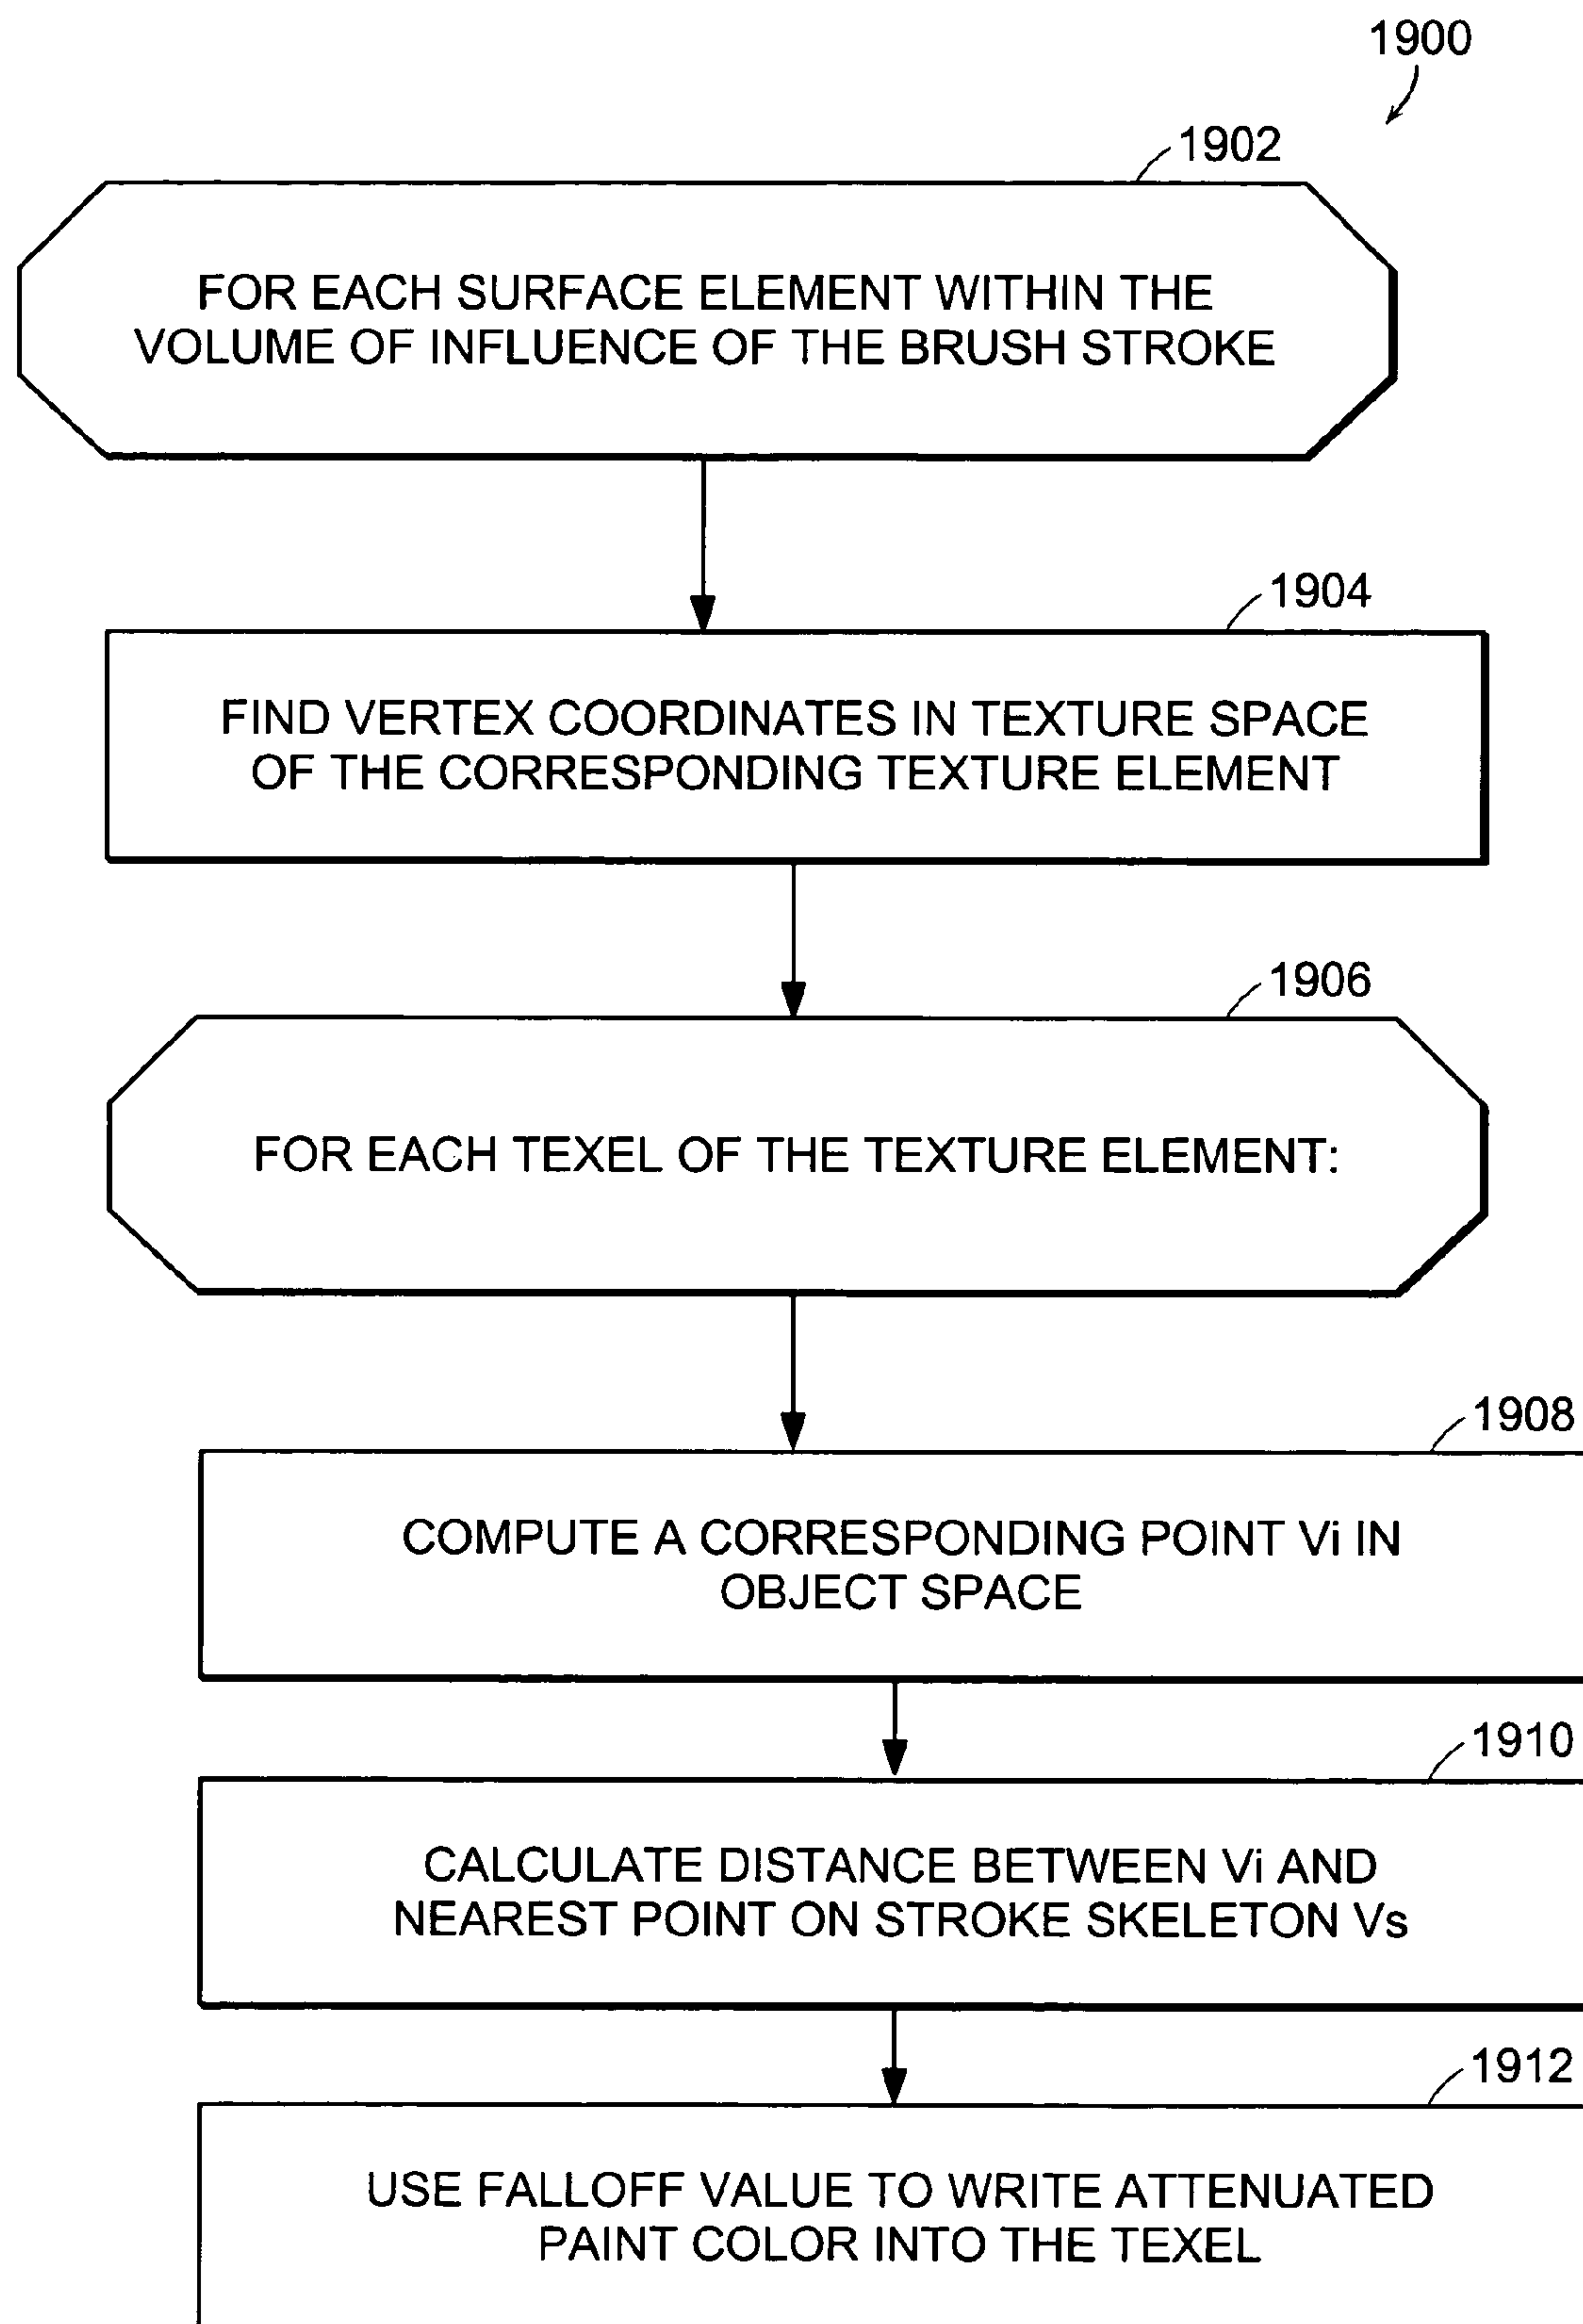 1900
1902
FOR EACH SURFACE ELEMENT WITHIN THE
VOLUME OF INFLUENCE OF THE BRUSH STROKE
1904
FIND VERTEX COORDINATES IN TEXTURE SPACE
OF THE CORRESPONDING TEXTURE ELEMENT
1906
FOR EACH TEXEL OF THE TEXTURE ELEMENT:
1908
COMPUTE A CORRESPONDING POINT Vi IN
OBJECT SPACE
1910
CALCULATE DISTANCE BETWEEN Vi AND
NEAREST POINT ON STROKE SKELETON Vs
1912
USE FALLOFF VALUE TO WRITE ATTENUATED
PAINT COLOR INTO THE TEXEL